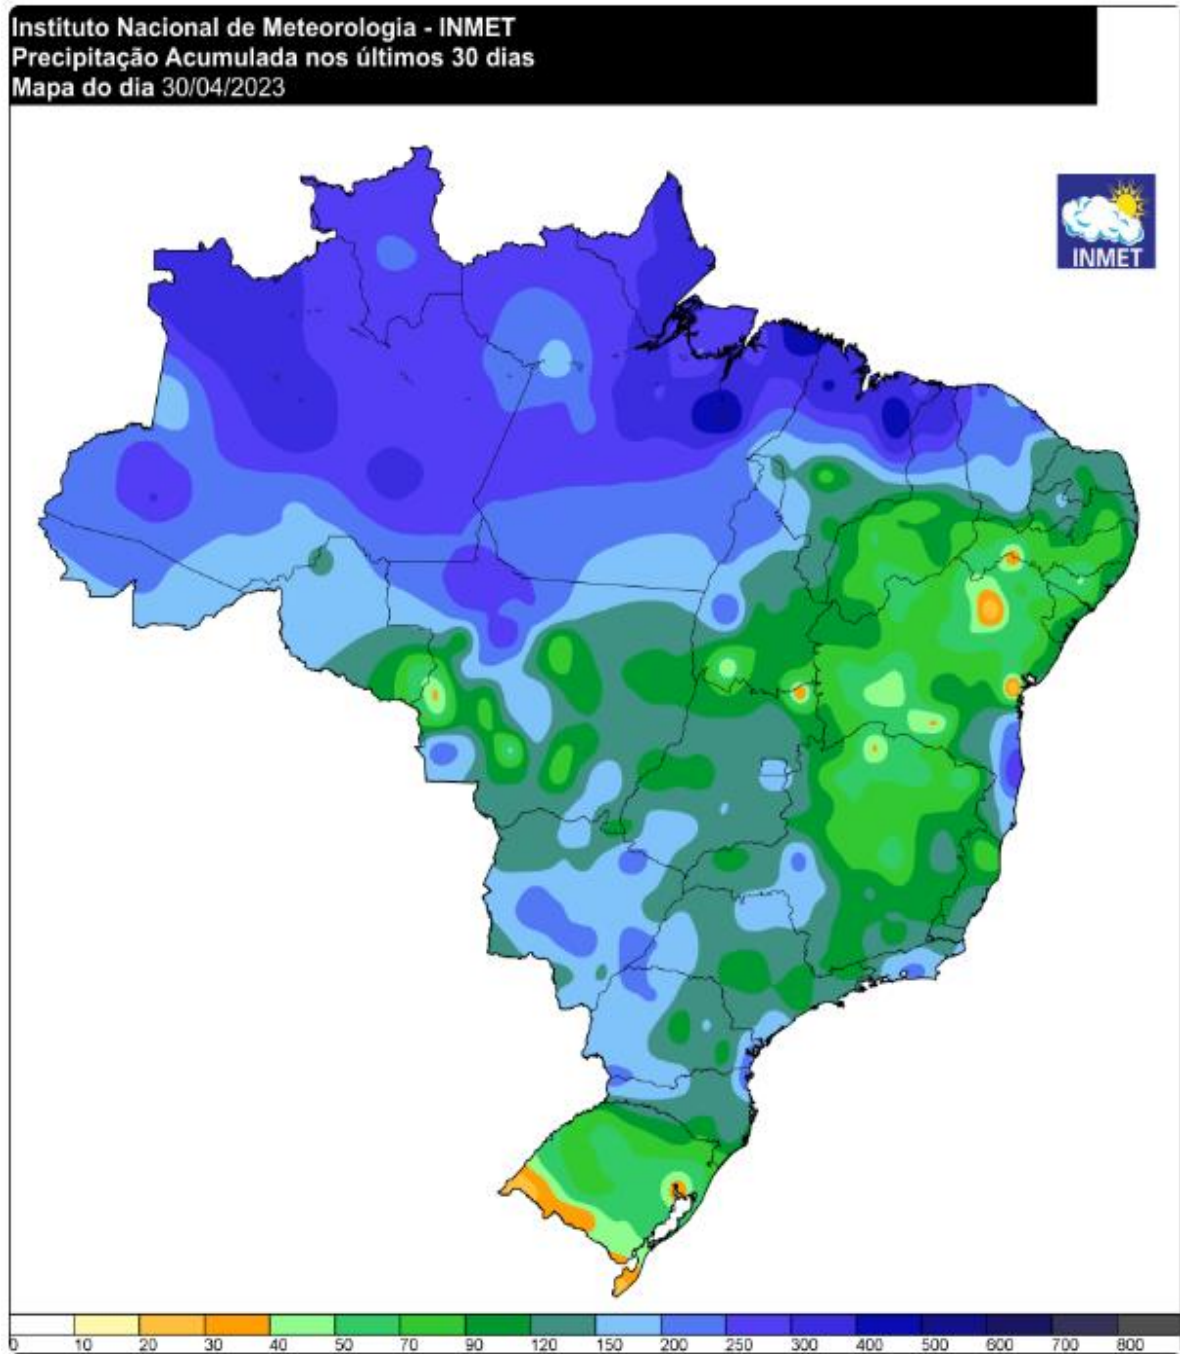 Instituto Nacional de Meteorologia - INMET
Precipitação Acumulada nos últimos 30 dias
Mapa do dia 30/04/2023
INMET
0 10 20 30 40 50 70 90 120 150 200 250 300 400 500 600 700 800